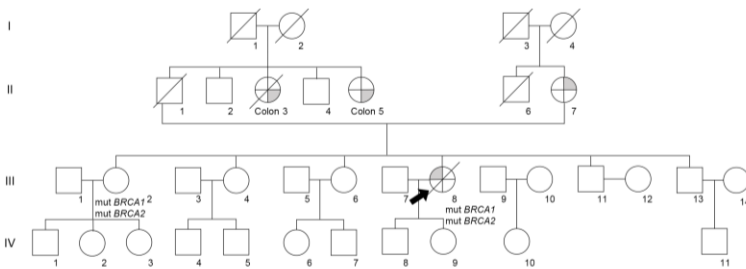 I
1 2 3 4
II
1 2 Colon 3 4 Colon 5 6 7
III
1 2 3 4 5 6 7 8 9 10 11 12 13 14
mut BRCA1 mut BRCA1
mut BRCA2 mut BRCA2
IV
1 2 3 4 5 6 7 8 9 10 11